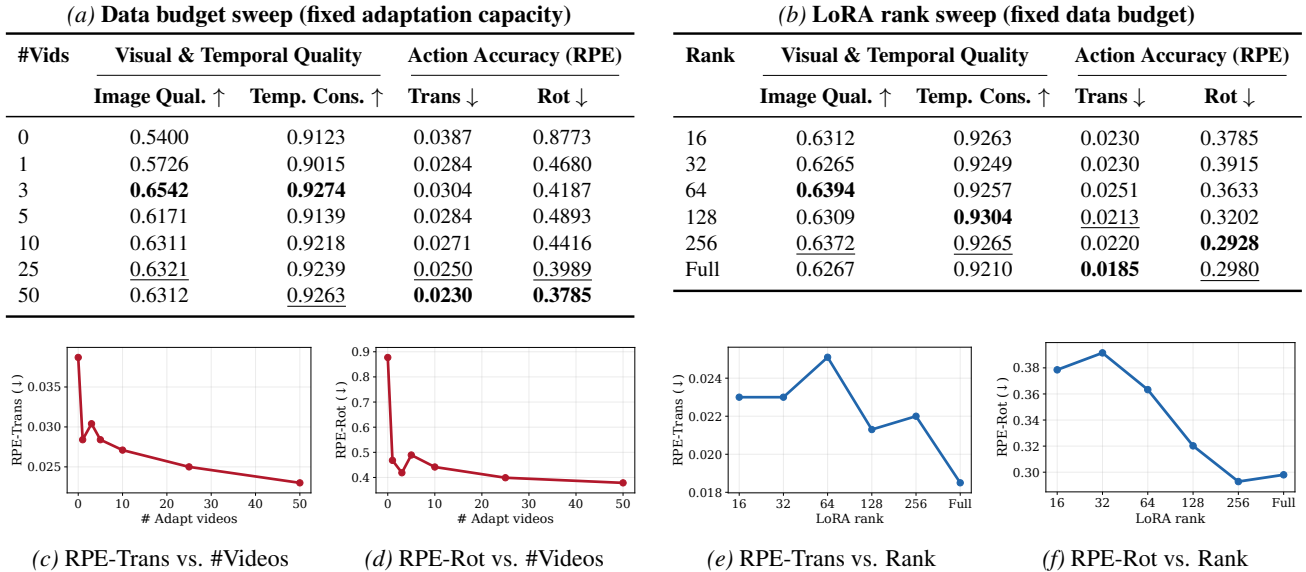 (a) Data budget sweep (fixed adaptation capacity)
#Vids Visual & Temporal Quality Action Accuracy (RPE)
Image Qual. ↑ Temp. Cons. ↑ Trans ↓ Rot ↓
0 0.5400 0.9123 0.0387 0.8773
1 0.5726 0.9015 0.0284 0.4680
3 0.6542 0.9274 0.0304 0.4187
5 0.6171 0.9139 0.0284 0.4893
10 0.6311 0.9218 0.0271 0.4416
25 0.6321 0.9239 0.0250 0.3989
50 0.6312 0.9263 0.0230 0.3785
(b) LoRA rank sweep (fixed data budget)
Rank Visual & Temporal Quality Action Accuracy (RPE)
Image Qual. ↑ Temp. Cons. ↑ Trans ↓ Rot ↓
16 0.6312 0.9263 0.0230 0.3785
32 0.6265 0.9249 0.0230 0.3915
64 0.6394 0.9257 0.0251 0.3633
128 0.6309 0.9304 0.0213 0.3202
256 0.6372 0.9265 0.0220 0.2928
Full 0.6267 0.9210 0.0185 0.2980
RPE-Trans (↓)
0.035
0.030
0.025
0 10 20 30 40 50
# Adapt videos
(c) RPE-Trans vs. #Videos
RPE-Rot (↓)
0.9
0.8
0.7
0.6
0.5
0.4
0 10 20 30 40 50
# Adapt videos
(d) RPE-Rot vs. #Videos
RPE-Trans (↓)
0.024
0.022
0.020
0.018
16 32 64 128 256 Full
LoRA rank
(e) RPE-Trans vs. Rank
RPE-Rot (↓)
0.38
0.36
0.34
0.32
0.30
16 32 64 128 256 Full
LoRA rank
(f) RPE-Rot vs. Rank